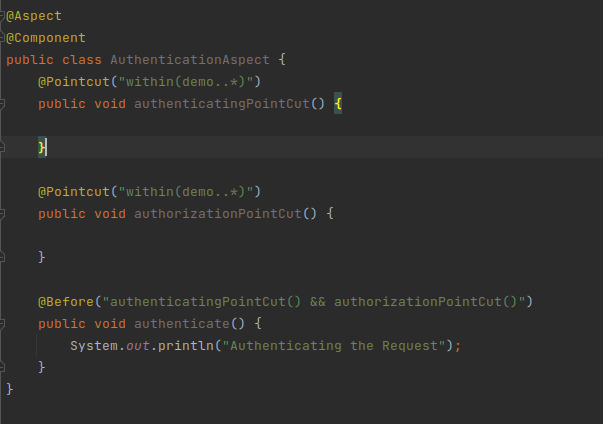 @Aspect
@Component
public class AuthenticationAspect {
    @Pointcut("within(demo..*)")
    public void authenticatingPointCut() {
    }
    @Pointcut("within(demo..*)")
    public void authorizationPointCut() {
    }
    @Before("authenticatingPointCut() && authorizationPointCut()")
    public void authenticate() {
        System.out.println("Authenticating the Request");
    }
}